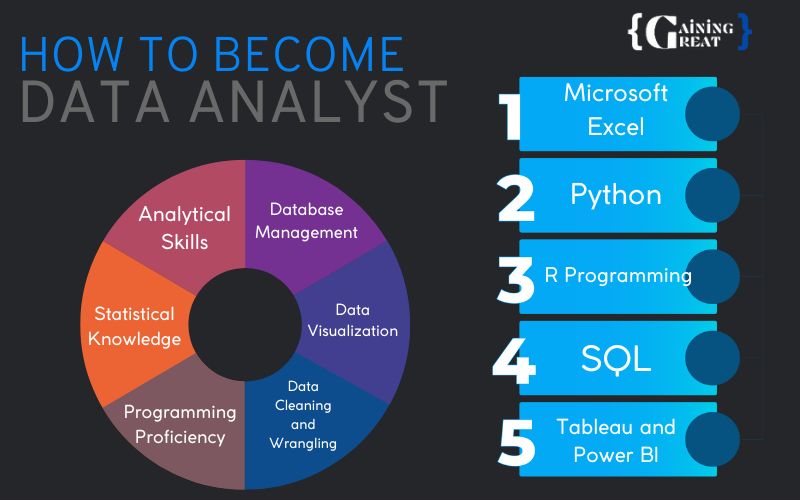 HOW TO BECOME
DATA ANALYST
{GAINING
GREAT}
Analytical
Skills
Database
Management
Data
Visualization
Data
Cleaning
and
Wrangling
Programming
Proficiency
Statistical
Knowledge
1
Microsoft
Excel
2
Python
3
R Programming
4
SQL
5
Tableau and
Power BI